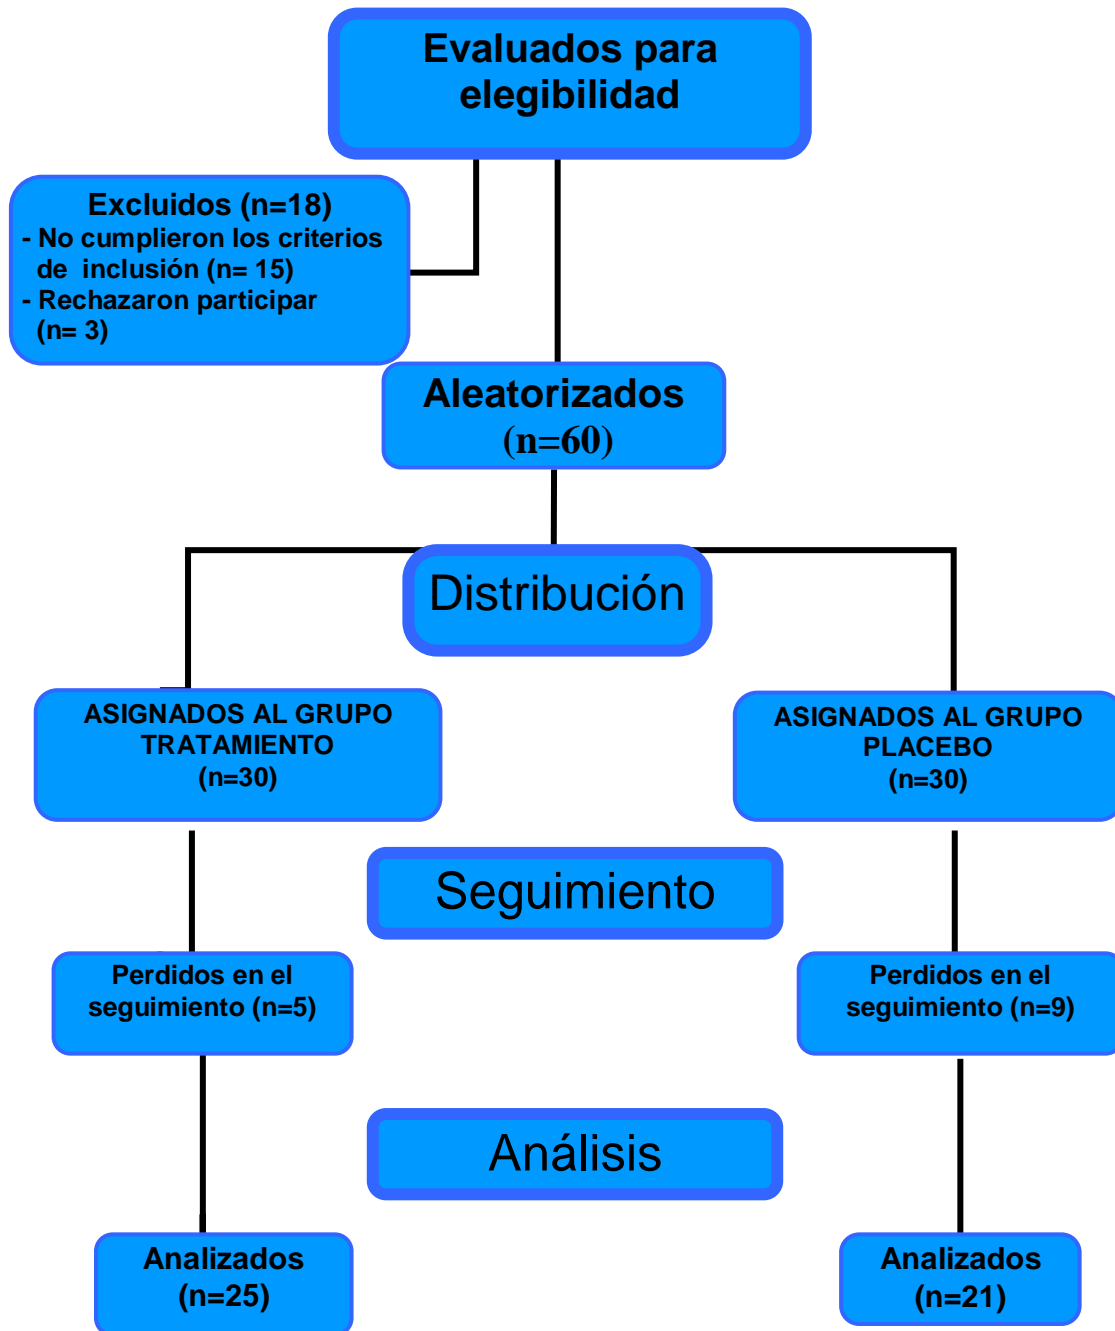 Evaluados para
elegibilidad
Excluidos (n=18)
- No cumplieron los criterios
de inclusión (n= 15)
- Rechazaron participar
(n= 3)
Aleatorizados
(n=60)
Distribución
ASIGNADOS AL GRUPO
TRATAMIENTO
(n=30)
ASIGNADOS AL GRUPO
PLACEBO
(n=30)
Seguimiento
Perdidos en el
seguimiento (n=5)
Perdidos en el
seguimiento (n=9)
Análisis
Analizados
(n=25)
Analizados
(n=21)